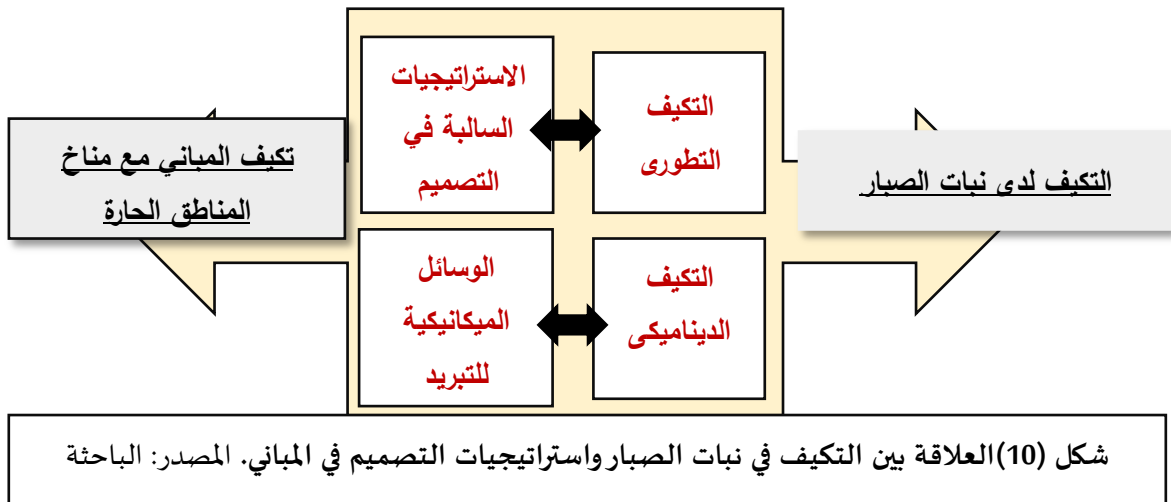 التكيف لدى نبات الصبار
التكيف
التطورى
الاستراتيجيات
السالبة في
التصميم
تكيف المباني مع مناخ
المناطق الحارة
التكيف
الديناميكى
الوسائل
الميكانيكية
للتبريد
شكل (10)العلاقة بين التكيف في نبات الصبار واستراتيجيات التصميم في المباني. المصدر: الباحثة